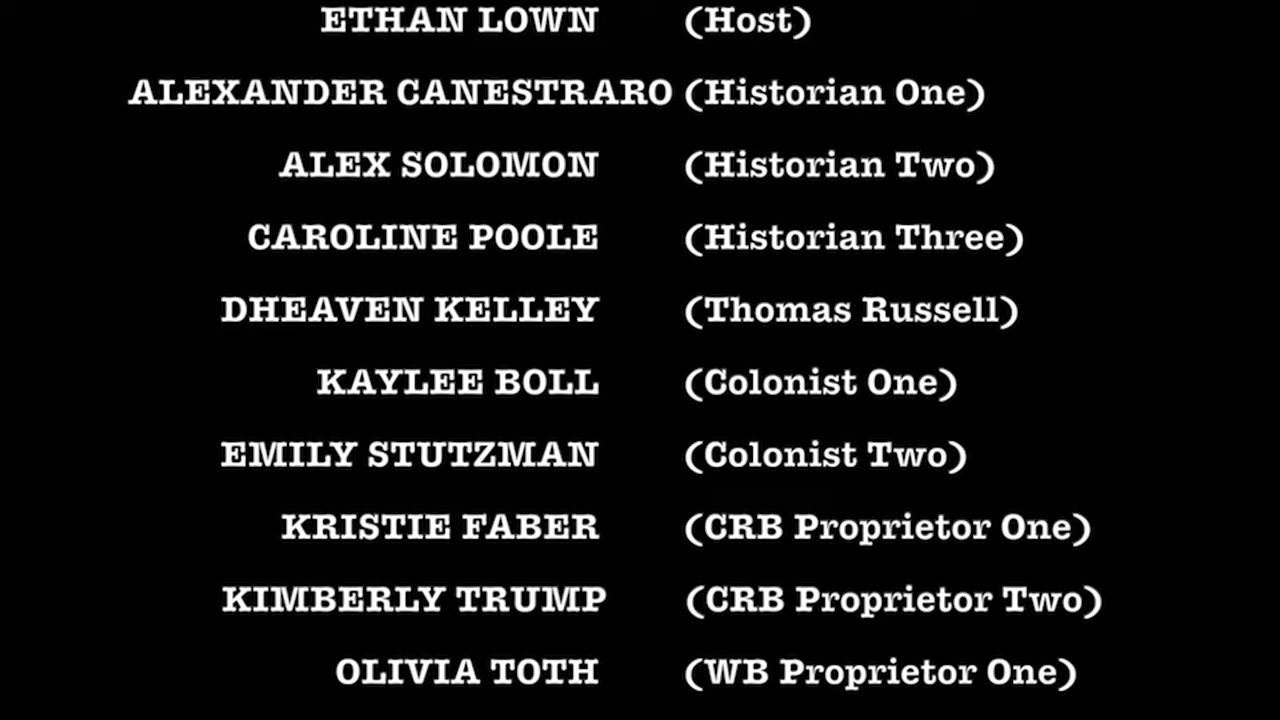 ETHAN LOWN (Host)
ALEXANDER CANESTRARO (Historian One)
ALEX SOLOMON (Historian Two)
CAROLINE POOLE (Historian Three)
DHEAVEN KELLEY (Thomas Russell)
KAYLEE BOLL (Colonist One)
EMILY STUTZMAN (Colonist Two)
KRISTIE FABER (CRB Proprietor One)
KIMBERLY TRUMP (CRB Proprietor Two)
OLIVIA TOTH (WB Proprietor One)